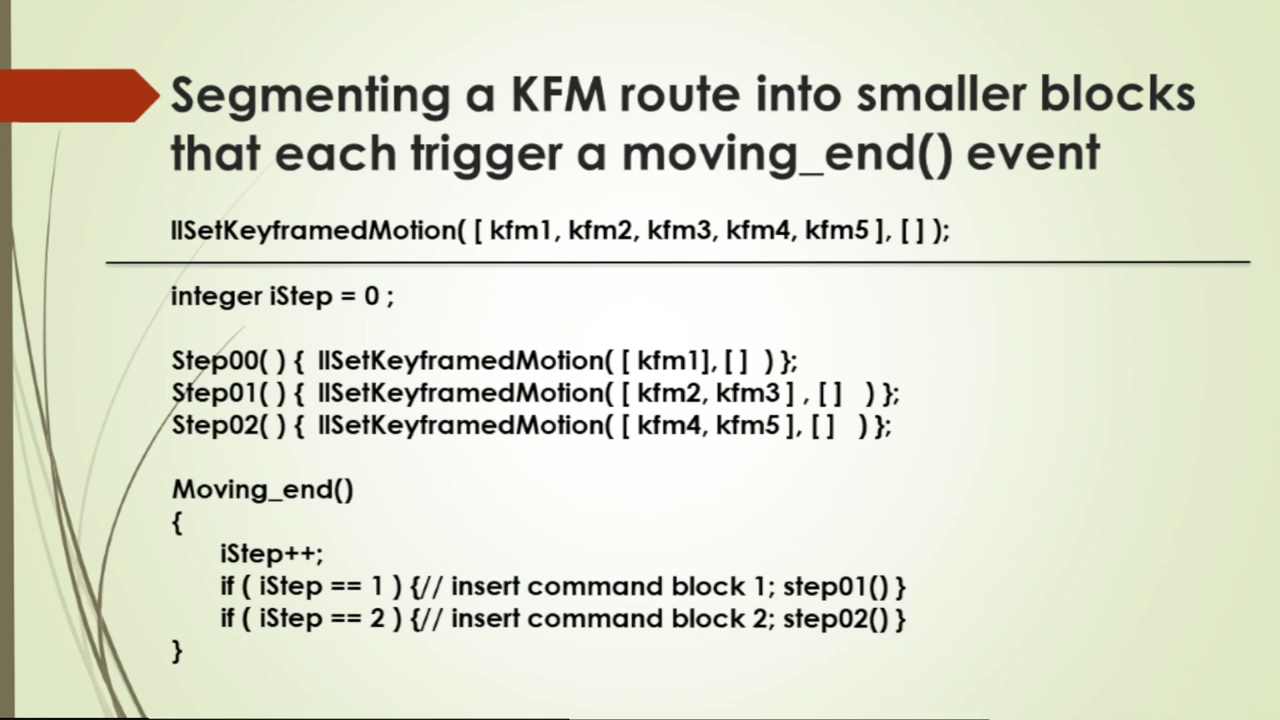 Segmenting a KFM route into smaller blocks
that each trigger a moving_end() event
llSetKeyframedMotion( [ kfm1, kfm2, kfm3, kfm4, kfm5 ], [ ] );
integer iStep = 0 ;
Step00( ) {  llSetKeyframedMotion( [ kfm1], [ ]  ) };
Step01( ) {  llSetKeyframedMotion( [ kfm2, kfm3 ] , [ ]   ) };
Step02( ) {  llSetKeyframedMotion( [ kfm4, kfm5 ], [ ]   ) };
Moving_end()
{
iStep++;
if ( iStep == 1 ) {// insert command block 1; step01() }
if ( iStep == 2 ) {// insert command block 2; step02() }
}